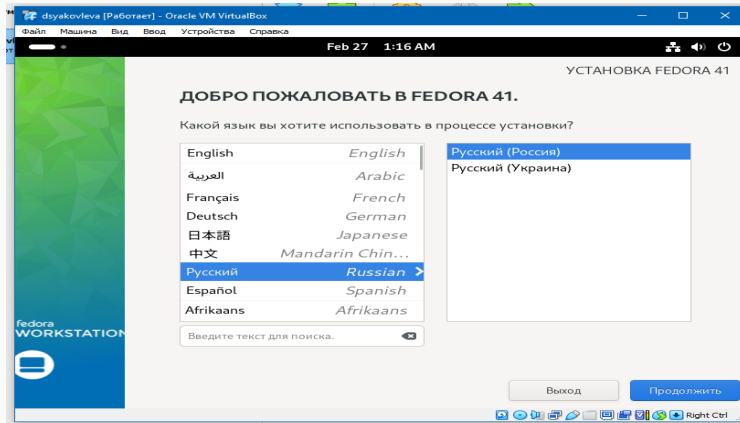 dsyakovleva [Работает] - Oracle VM VirtualBox
Файл Машина Вид Ввод Устройства Справка
Feb 27 1:16 AM
УСТАНОВКА FEDORA 41
ДОБРО ПОЖАЛОВАТЬ В FEDORA 41.
Какой язык вы хотите использовать в процессе установки?
English English
العربية Arabic
Français French
Deutsch German
日本語 Japanese
中文 Mandarin Chin...
Русский Russian
Español Spanish
Afrikaans Afrikaans
Русский (Россия)
Русский (Украина)
Введите текст для поиска.
fedora
WORKSTATION
Выход Продолжить
Right Ctrl